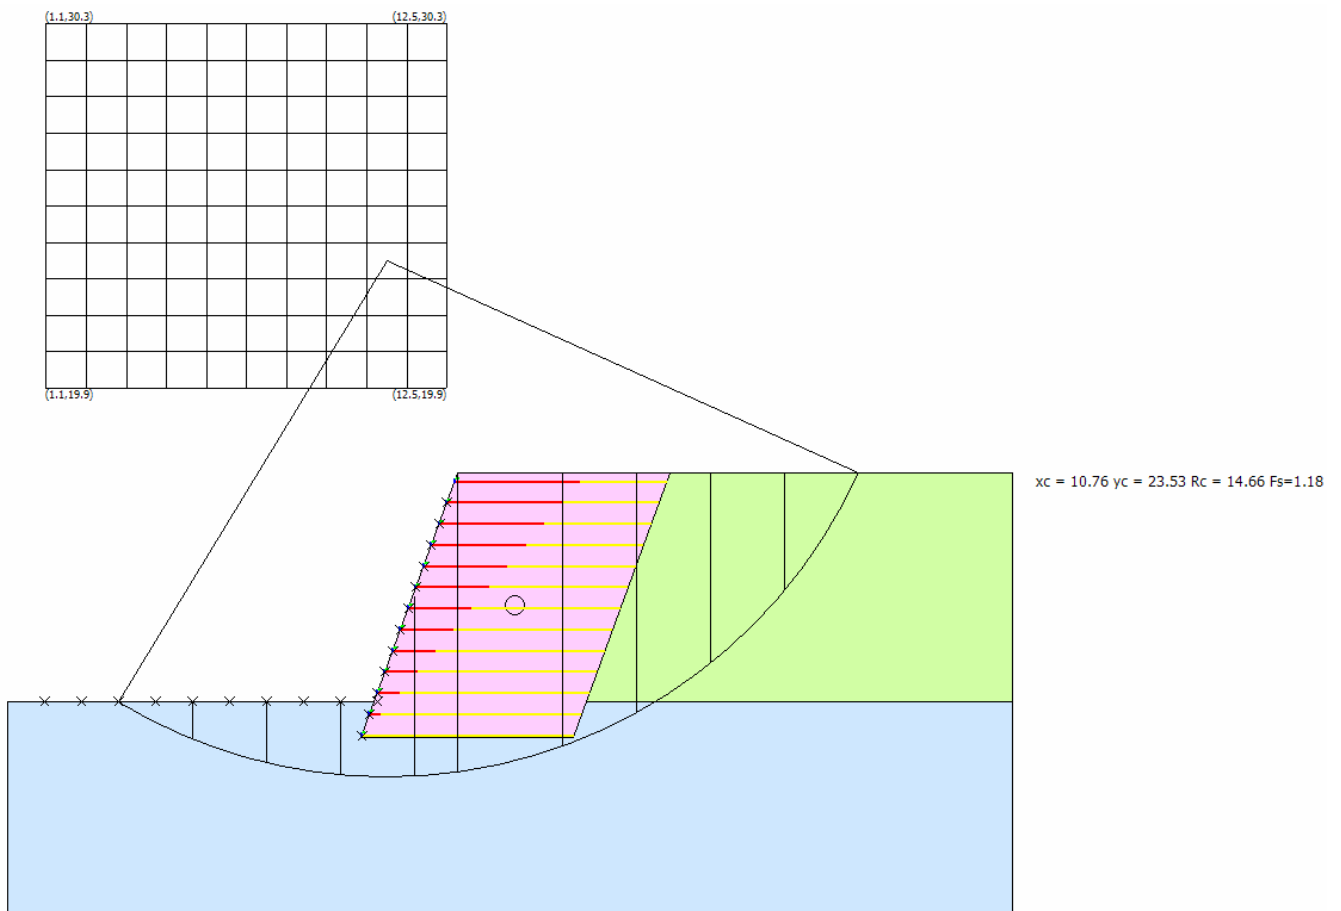 (1.1,30.3)
(12.5,30.3)
(1.1,19.9)
(12.5,19.9)
xc = 10.76 yc = 23.53 Rc = 14.66 Fs=1.18